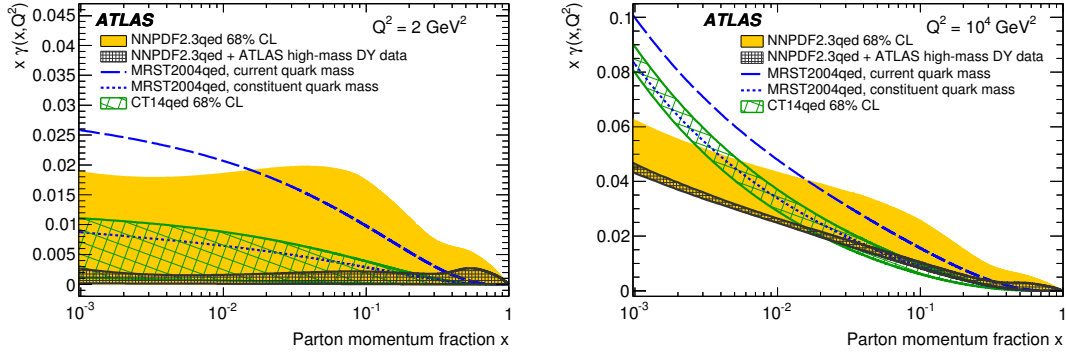 ATLAS
Q² = 2 GeV²
NNPDF2.3qed 68% CL
NNPDF2.3qed + ATLAS high-mass DY data
MRST2004qed, current quark mass
MRST2004qed, constituent quark mass
CT14qed 68% CL
x γ(x,Q²)
0.045
0.04
0.035
0.03
0.025
0.02
0.015
0.01
0.005
0
10⁻³
10⁻²
10⁻¹
1
Parton momentum fraction x
ATLAS
Q² = 10⁴ GeV²
NNPDF2.3qed 68% CL
NNPDF2.3qed + ATLAS high-mass DY data
MRST2004qed, current quark mass
MRST2004qed, constituent quark mass
CT14qed 68% CL
x γ(x,Q²)
0.1
0.08
0.06
0.04
0.02
0
10⁻³
10⁻²
10⁻¹
1
Parton momentum fraction x